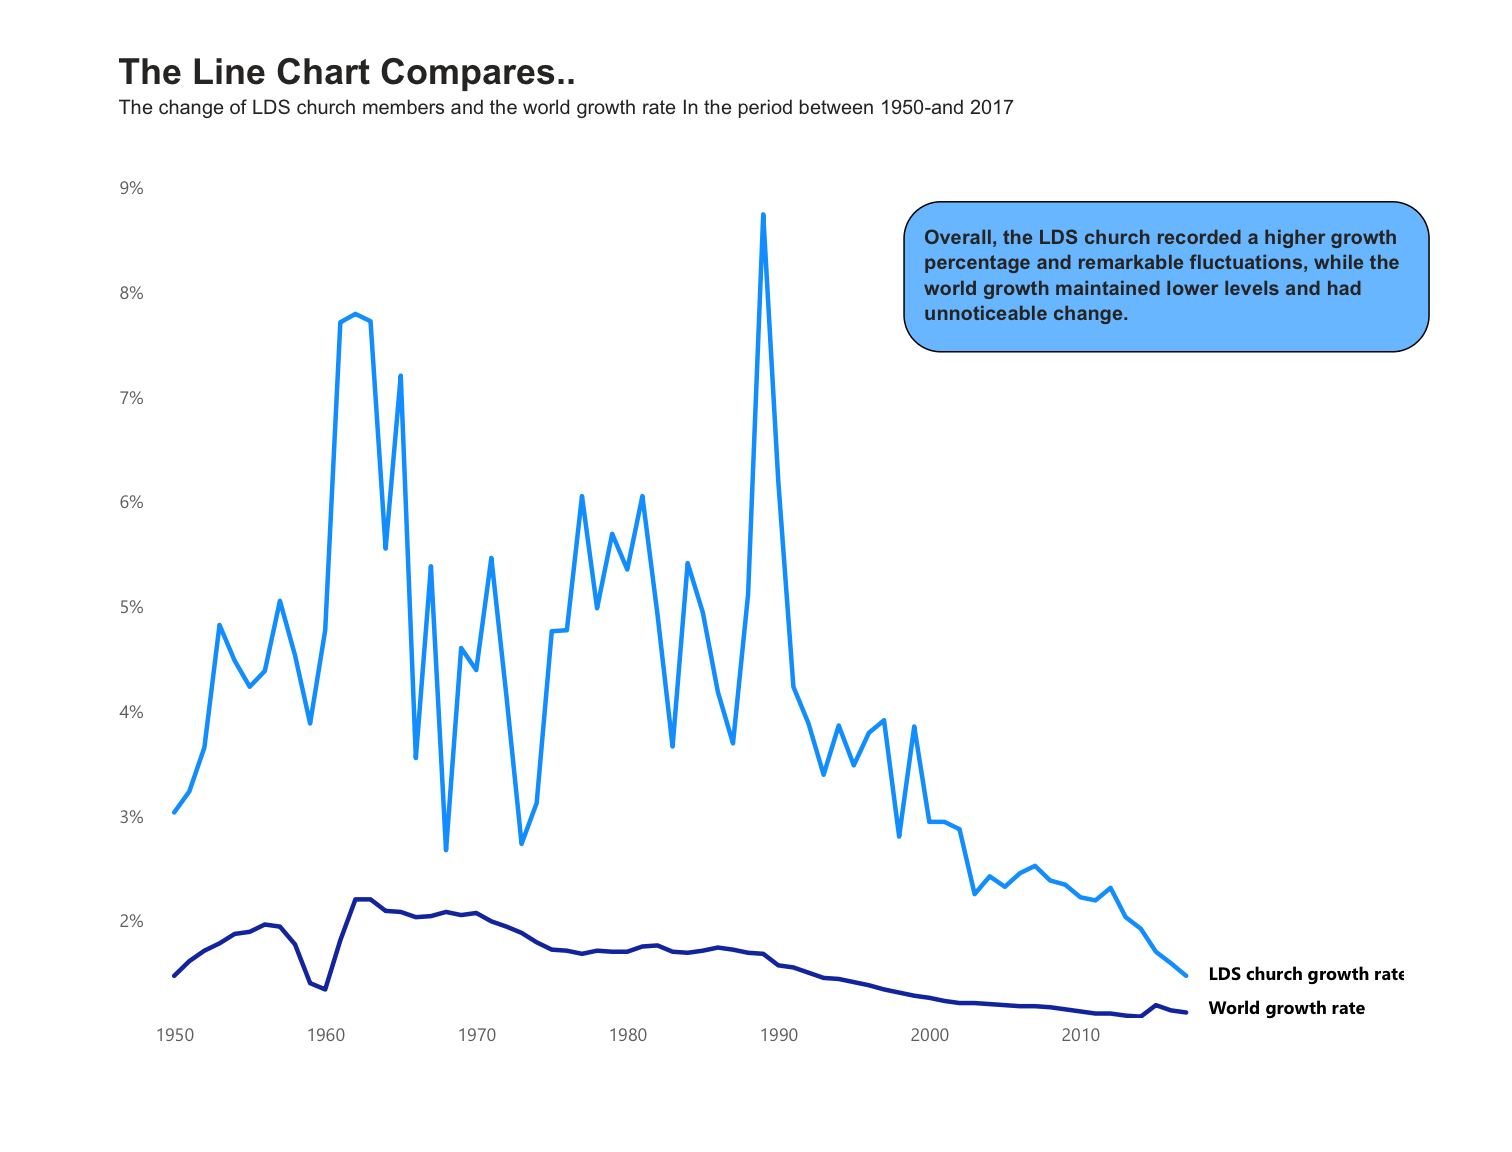 The Line Chart Compares..
The change of LDS church members and the world growth rate In the period between 1950-and 2017
9%
Overall, the LDS church recorded a higher growth
percentage and remarkable fluctuations, while the
world growth maintained lower levels and had
unnoticeable change.
8%
7%
6%
5%
4%
3%
2%
LDS church growth rate
World growth rate
1950 1960 1970 1980 1990 2000 2010